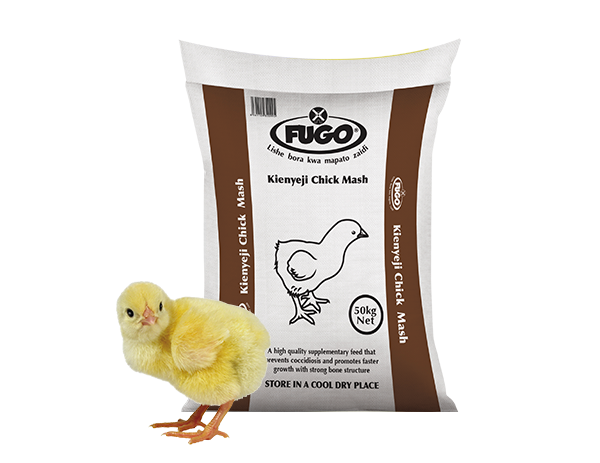 FUGO®
Lishe bora kwa mapato zaidi
Kienyeji Chick Mash
50kg
Net
A high quality supplementary feed that
prevents coccidiosis and promotes faster
growth with strong bone structure
STORE IN A COOL DRY PLACE
Kienyeji Chick Mash
FUGO
Kienyeji Chick Mash